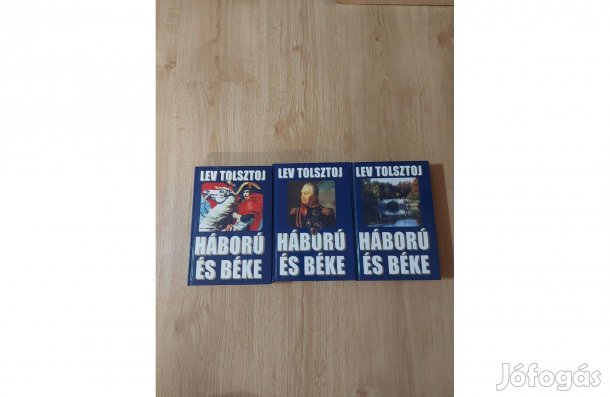 LEV TOLSZTOJ
HÁBORÚ
ÉS BÉKE
LEV TOLSZTOJ
HÁBORÚ
ÉS BÉKE
LEV TOLSZTOJ
HÁBORÚ
ÉS BÉKE
Jófogás